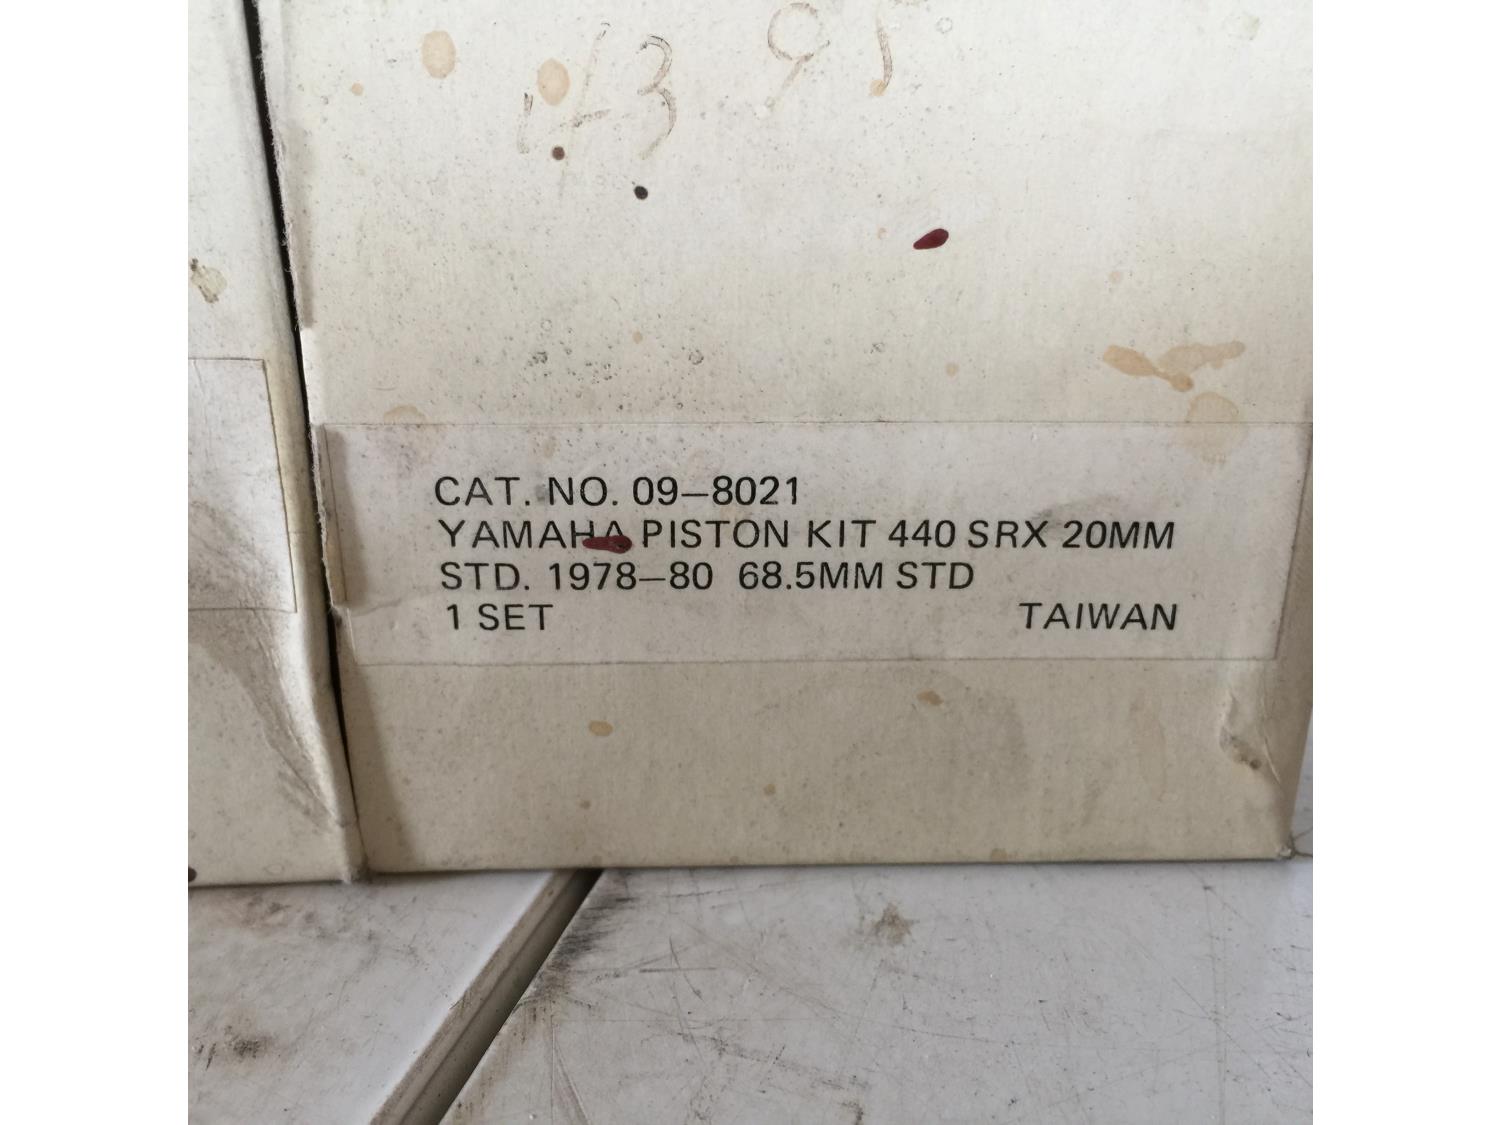 43 95
CAT. NO. 09-8021
YAMAHA PISTON KIT 440 SRX 20MM
STD. 1978-80 68.5MM STD
1 SET TAIWAN